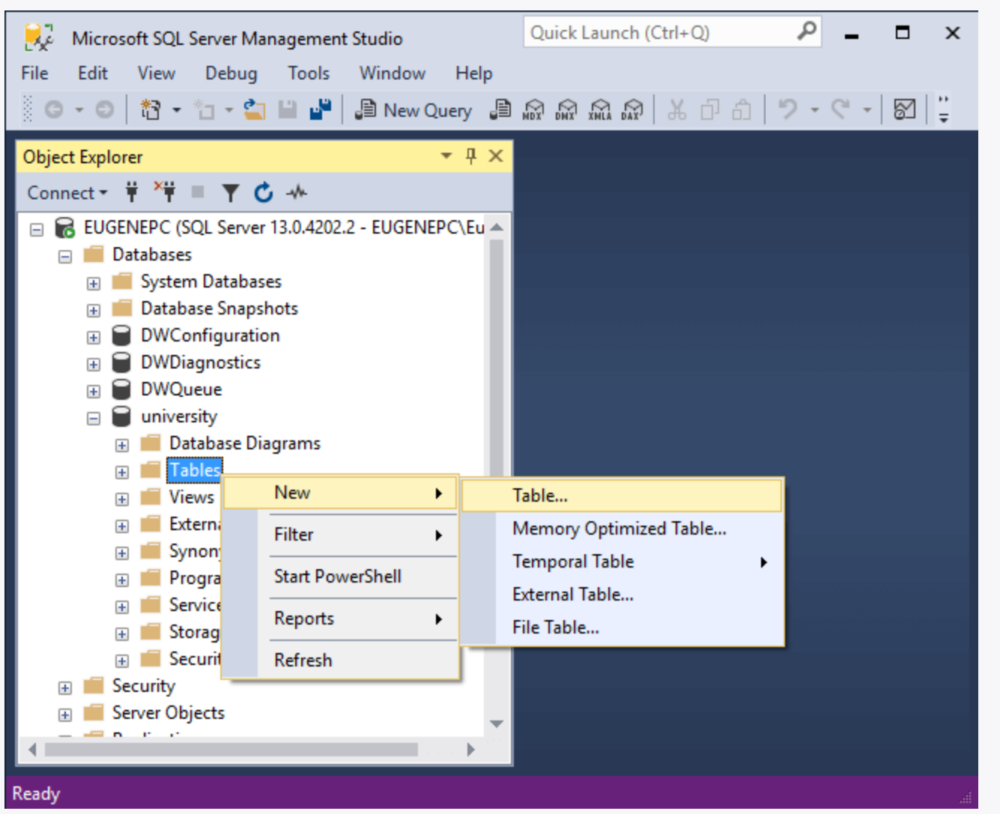 Microsoft SQL Server Management Studio
Quick Launch (Ctrl+Q)
File Edit View Debug Tools Window Help
New Query MDX DMX XMLA DAX
Object Explorer
Connect
EUGENEPC (SQL Server 13.0.4202.2 - EUGENEPC\Eu
Databases
System Databases
Database Snapshots
DWConfiguration
DWDiagnostics
DWQueue
university
Database Diagrams
Tables
Views
Externa
Synony
Progra
Service
Storag
Securit
Security
Server Objects
New
Filter
Start PowerShell
Reports
Refresh
Table...
Memory Optimized Table...
Temporal Table
External Table...
File Table...
Ready